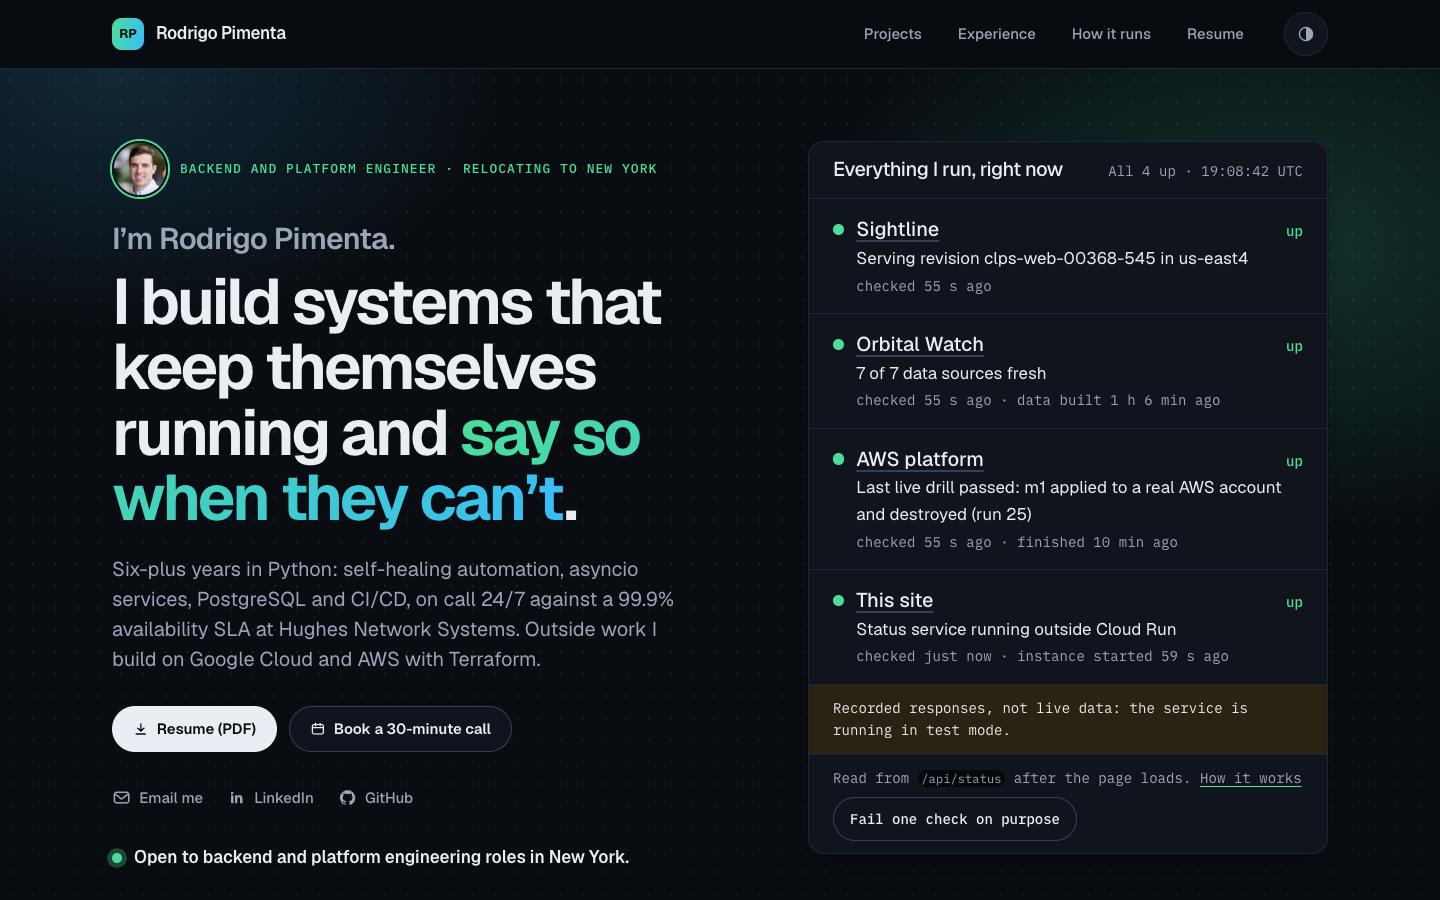 RP Rodrigo Pimenta
Projects Experience How it runs Resume
BACKEND AND PLATFORM ENGINEER · RELOCATING TO NEW YORK
I’m Rodrigo Pimenta.
I build systems that
keep themselves
running and say so
when they can’t.
Six-plus years in Python: self-healing automation, asyncio
services, PostgreSQL and CI/CD, on call 24/7 against a 99.9%
availability SLA at Hughes Network Systems. Outside work I
build on Google Cloud and AWS with Terraform.
Resume (PDF) Book a 30-minute call
Email me LinkedIn GitHub
Open to backend and platform engineering roles in New York.
Everything I run, right now All 4 up · 19:08:42 UTC
Sightline up
Serving revision clps-web-00368-545 in us-east4
checked 55 s ago
Orbital Watch up
7 of 7 data sources fresh
checked 55 s ago · data built 1 h 6 min ago
AWS platform up
Last live drill passed: m1 applied to a real AWS account
and destroyed (run 25)
checked 55 s ago · finished 10 min ago
This site up
Status service running outside Cloud Run
checked just now · instance started 59 s ago
Recorded responses, not live data: the service is
running in test mode.
Read from /api/status after the page loads. How it works
Fail one check on purpose